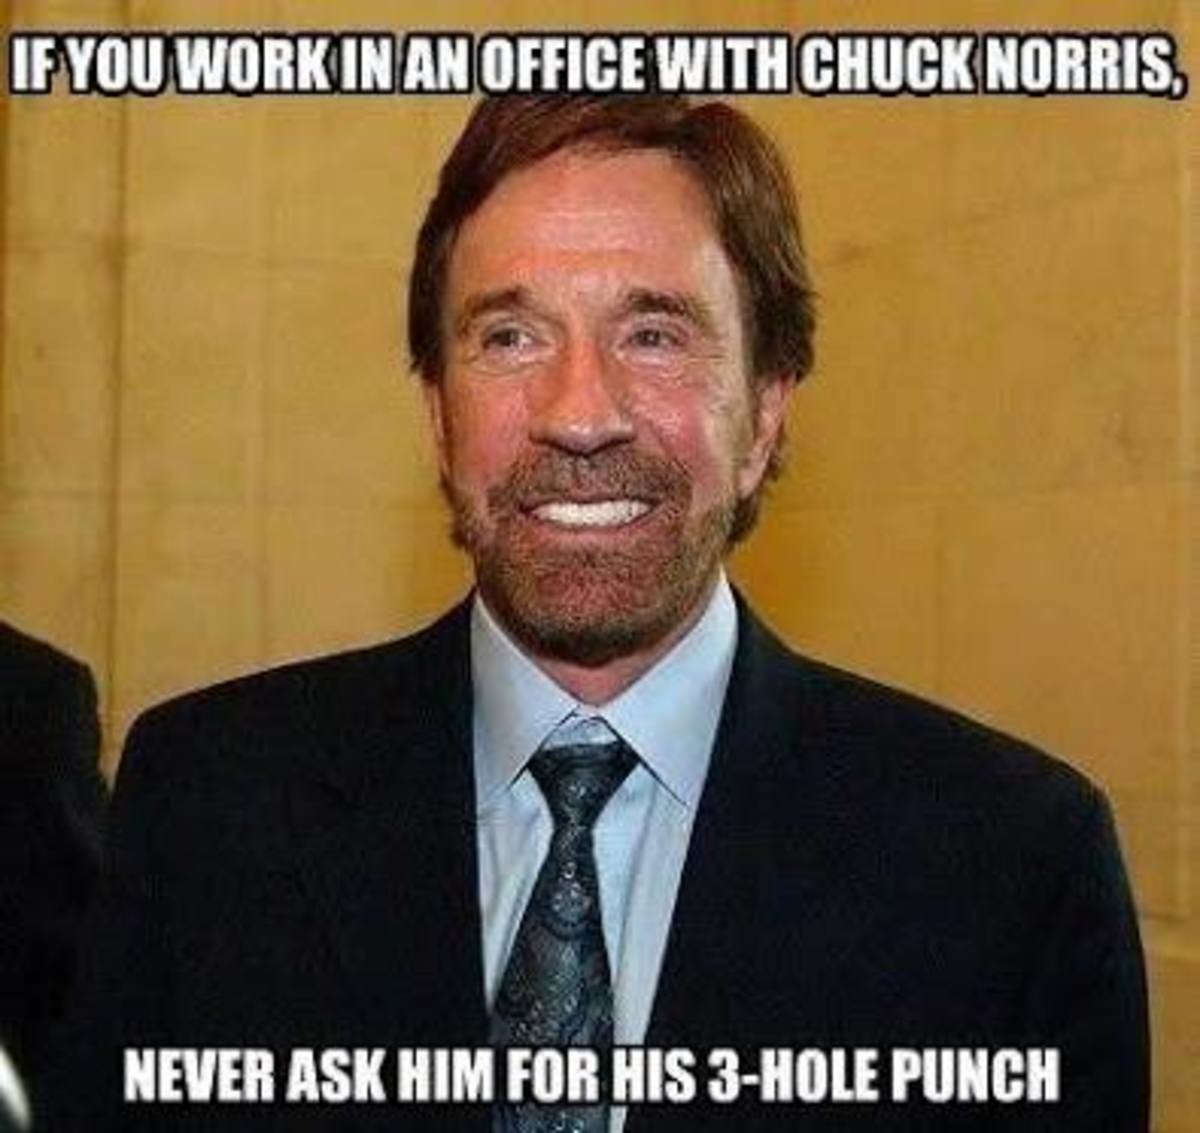 IF YOU WORK IN AN OFFICE WITH CHUCK NORRIS,
NEVER ASK HIM FOR HIS 3-HOLE PUNCH